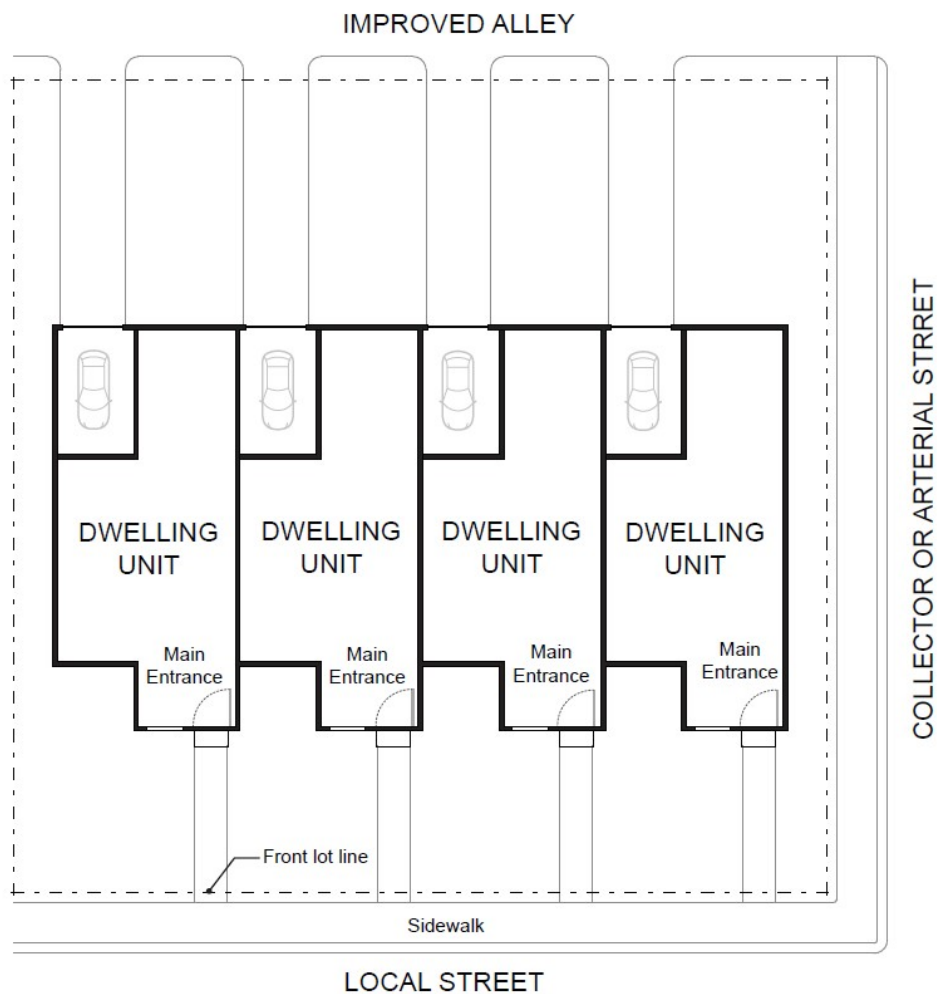 IMPROVED ALLEY
COLLECTOR OR ARTERIAL STRRET
DWELLING
UNIT
DWELLING
UNIT
DWELLING
UNIT
DWELLING
UNIT
Main
Entrance
Main
Entrance
Main
Entrance
Main
Entrance
Front lot line
Sidewalk
LOCAL STREET